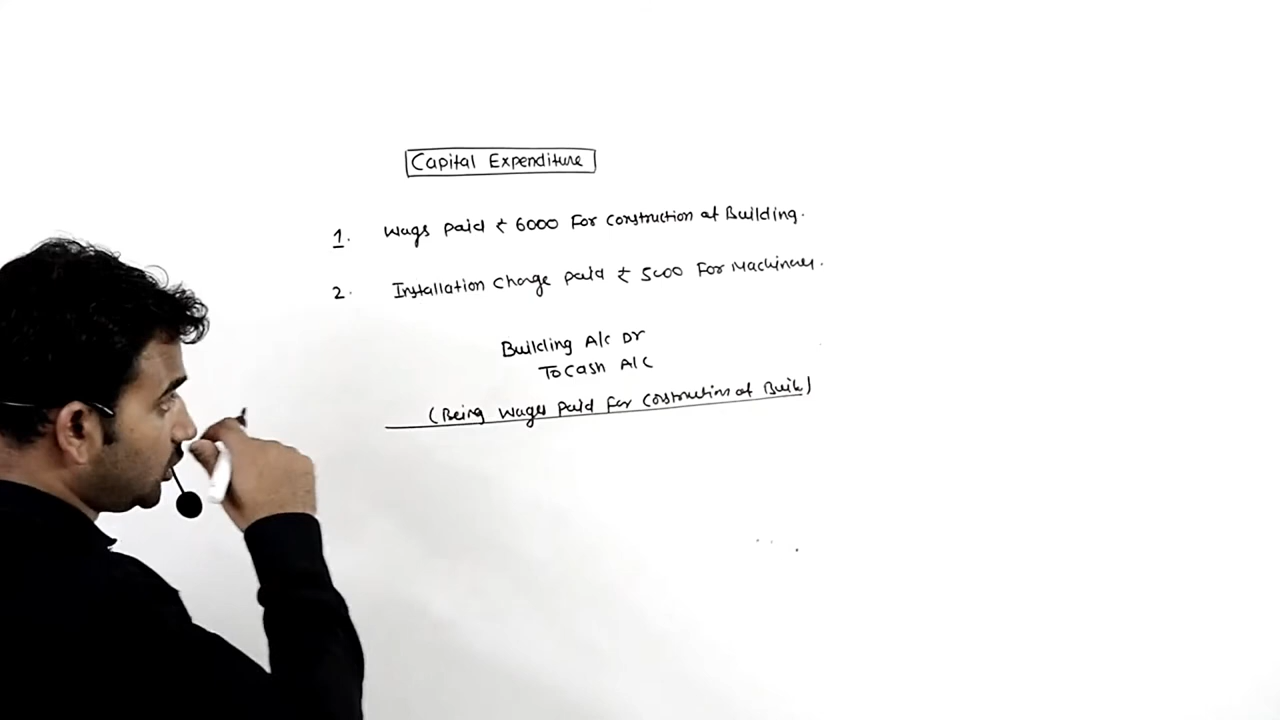 Capital Expenditure
1. Wags paid ₹ 6000 For construction of Building.
2. Installation Charge paid ₹ 5000 For Machinery.
Building A/c Dr
To Cash A/C
(Being wages paid for construction of Buil)